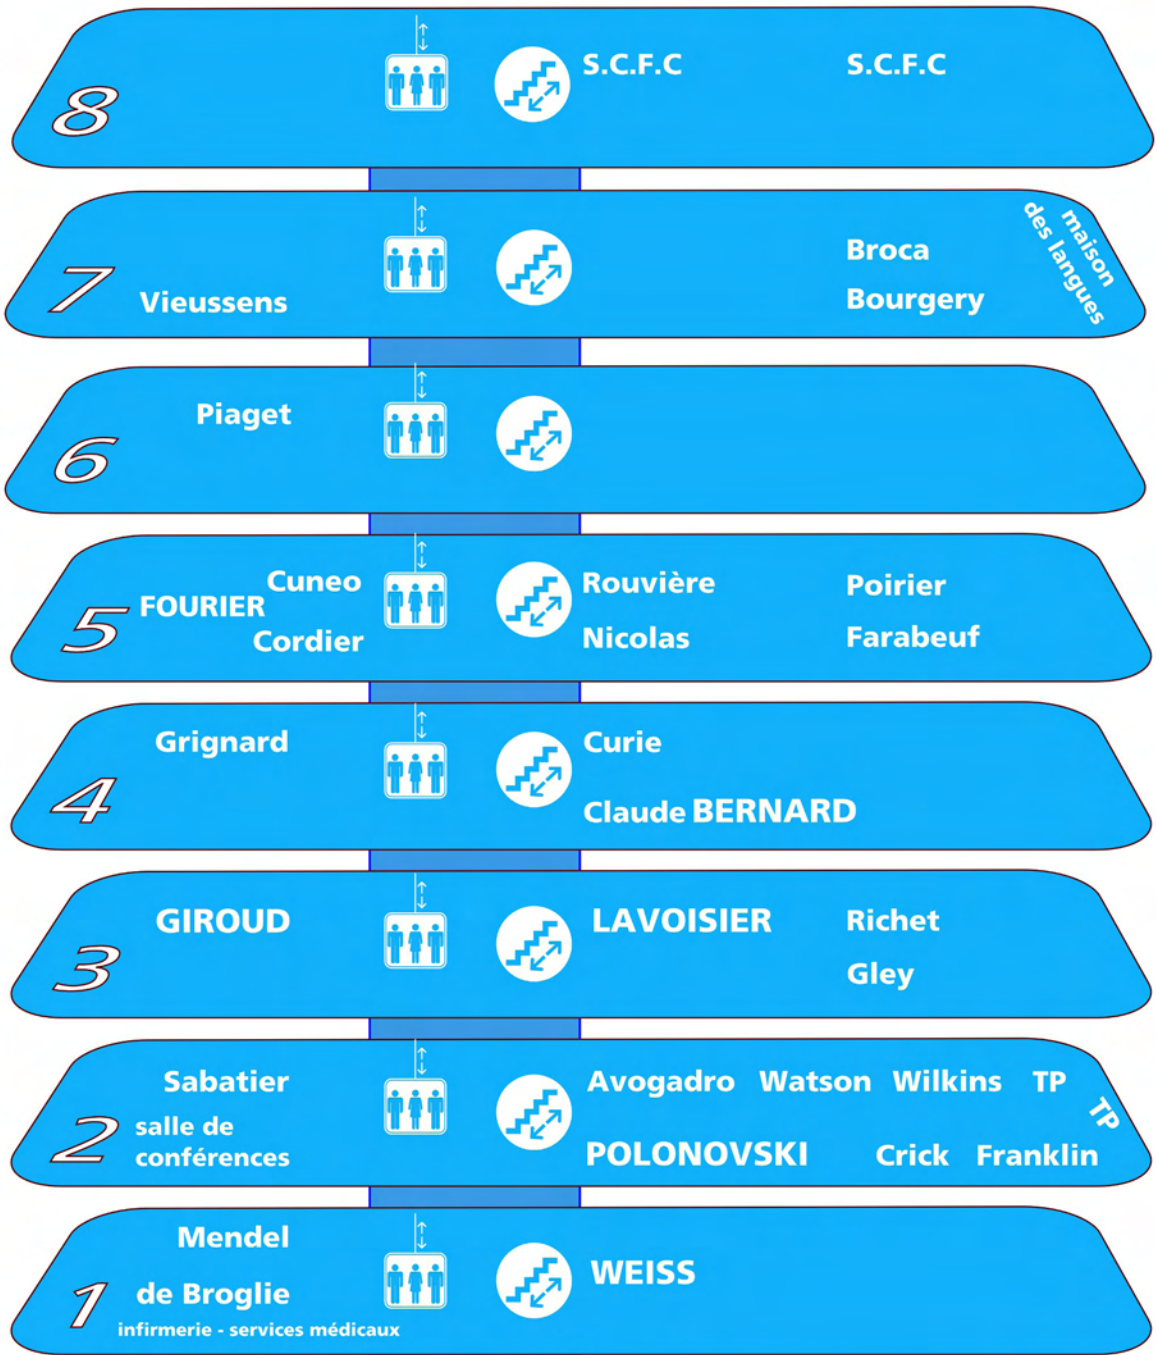 8
S.C.F.C
S.C.F.C
7
Vieussens
Broca
Bourgery
maison
des langues
6
Piaget
5
FOURIER
Cuneo
Cordier
Rouvière
Nicolas
Poirier
Farabeuf
4
Grignard
Curie
Claude BERNARD
3
GIROUD
LAVOISIER
Richet
Gley
2
Sabatier
salle de
conférences
Avogadro Watson Wilkins TP
TP
POLONOVSKI Crick Franklin
1
Mendel
de Broglie
infirmerie - services médicaux
WEISS